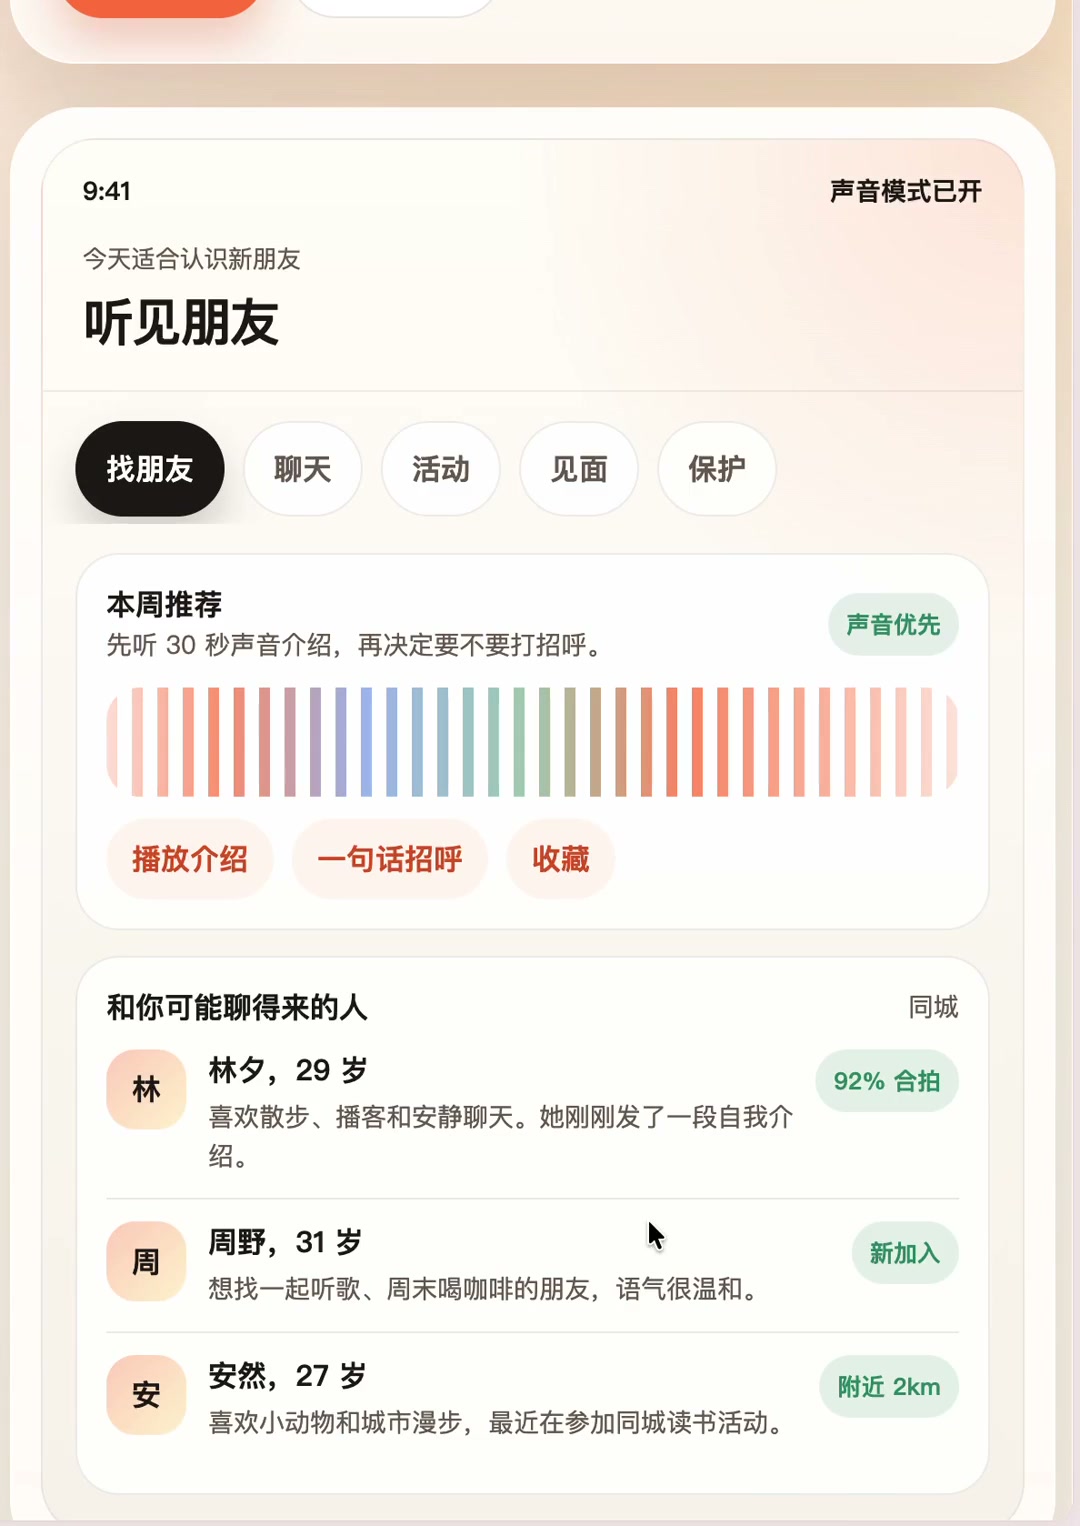 9:41
声音模式已开
今天适合认识新朋友
听见朋友
找朋友
聊天
活动
见面
保护
本周推荐
先听 30 秒声音介绍，再决定要不要打招呼。
声音优先
播放介绍
一句话招呼
收藏
和你可能聊得来的人
同城
林
林夕，29 岁
喜欢散步、播客和安静聊天。她刚刚发了一段自我介
绍。
92% 合拍
周
周野，31 岁
想找一起听歌、周末喝咖啡的朋友，语气很温和。
新加入
安
安然，27 岁
喜欢小动物和城市漫步，最近在参加同城读书活动。
附近 2km